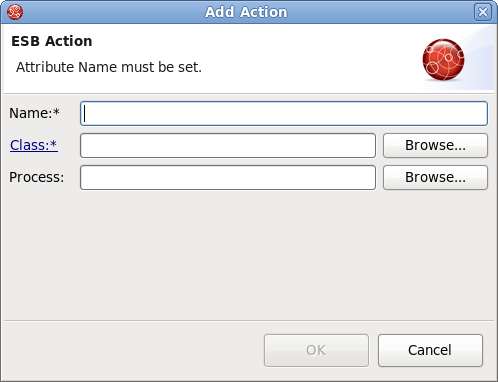 Add Action
ESB Action
Attribute Name must be set.
Name:*
Class:*
Browse...
Process:
Browse...
OK
Cancel